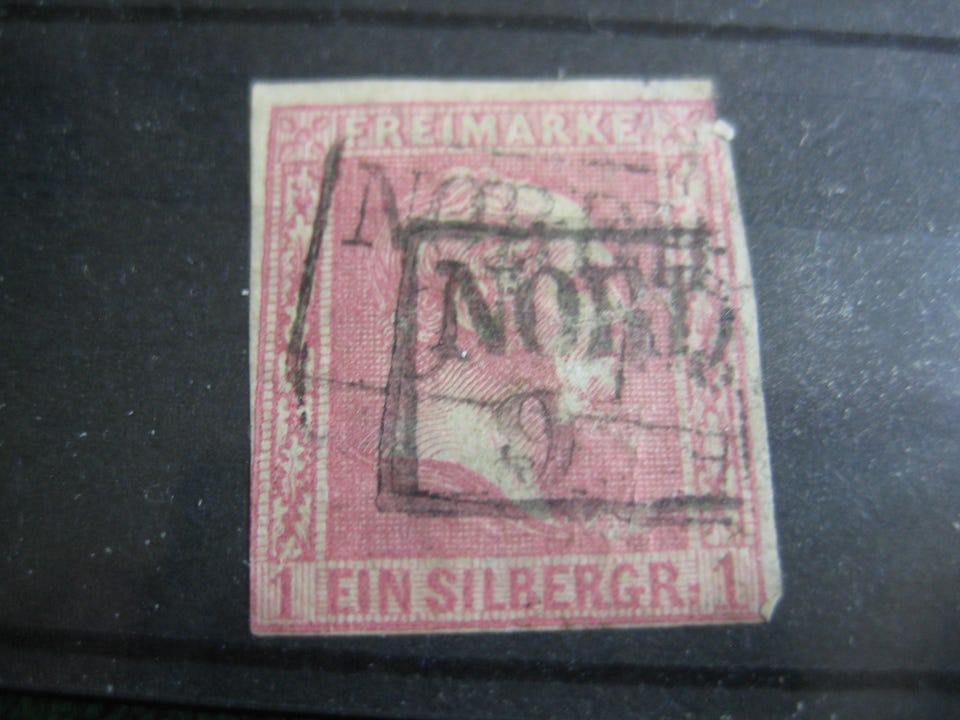 FREIMARKE
NORD
1 EIN SILBERGR: 1